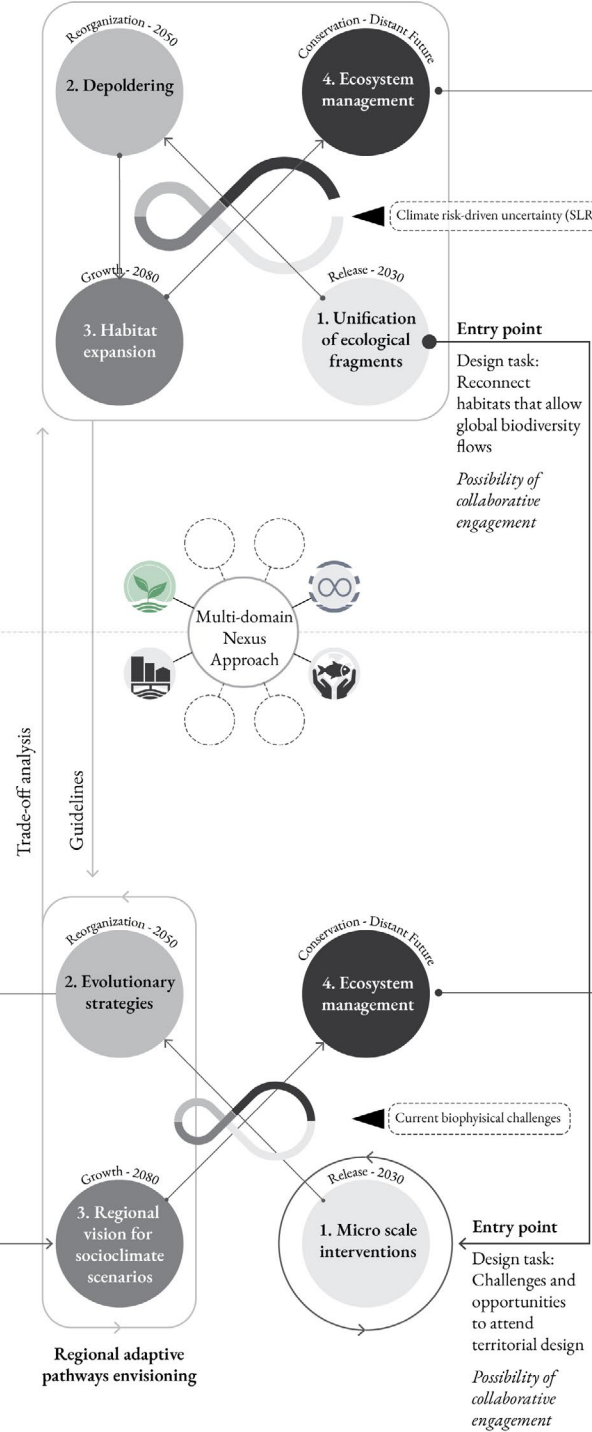 Reorganization - 2050
2. Depoldering
Conservation - Distant Future
4. Ecosystem
management
Climate risk-driven uncertainty (SLR
Growth - 2080
3. Habitat
expansion
Release - 2030
1. Unification
of ecological
fragments
Entry point
Design task:
Reconnect
habitats that allow
global biodiversity
flows
Possibility of
collaborative
engagement
Multi-domain
Nexus
Approach
Trade-off analysis
Guidelines
Reorganization - 2050
2. Evolutionary
strategies
Conservation - Distant Future
4. Ecosystem
management
Current biophyisical challenges
Growth - 2080
3. Regional
vision for
socioclimate
scenarios
Release - 2030
1. Micro scale
interventions
Entry point
Design task:
Challenges and
opportunities
to attend
territorial design
Possibility of
collaborative
engagement
Regional adaptive
pathways envisioning